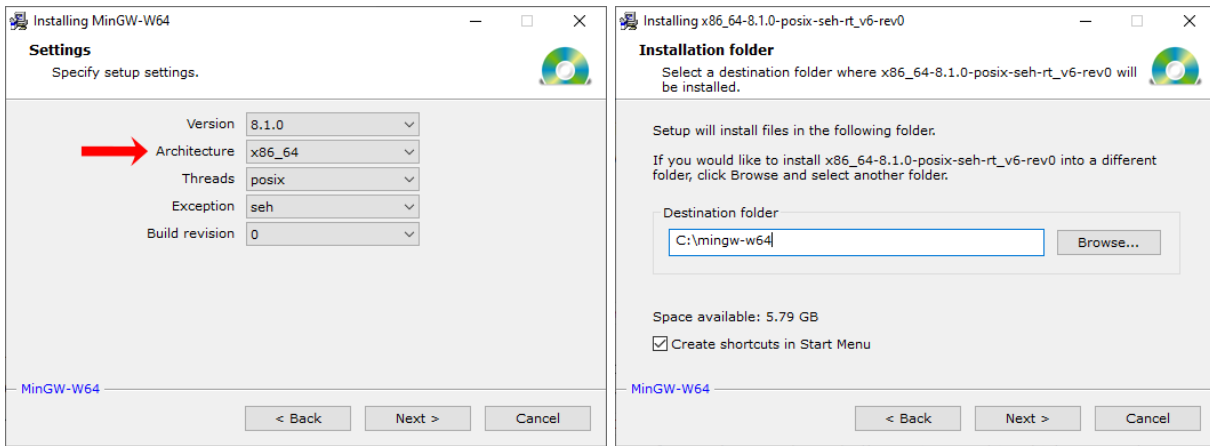 Installing MinGW-W64
Settings
Specify setup settings.
Version 8.1.0
Architecture x86_64
Threads posix
Exception seh
Build revision 0
MinGW-W64
< Back Next > Cancel
Installing x86_64-8.1.0-posix-seh-rt_v6-rev0
Installation folder
Select a destination folder where x86_64-8.1.0-posix-seh-rt_v6-rev0 will
be installed.
Setup will install files in the following folder.
If you would like to install x86_64-8.1.0-posix-seh-rt_v6-rev0 into a different
folder, click Browse and select another folder.
Destination folder
C:\mingw-w64 Browse...
Space available: 5.79 GB
Create shortcuts in Start Menu
MinGW-W64
< Back Next > Cancel